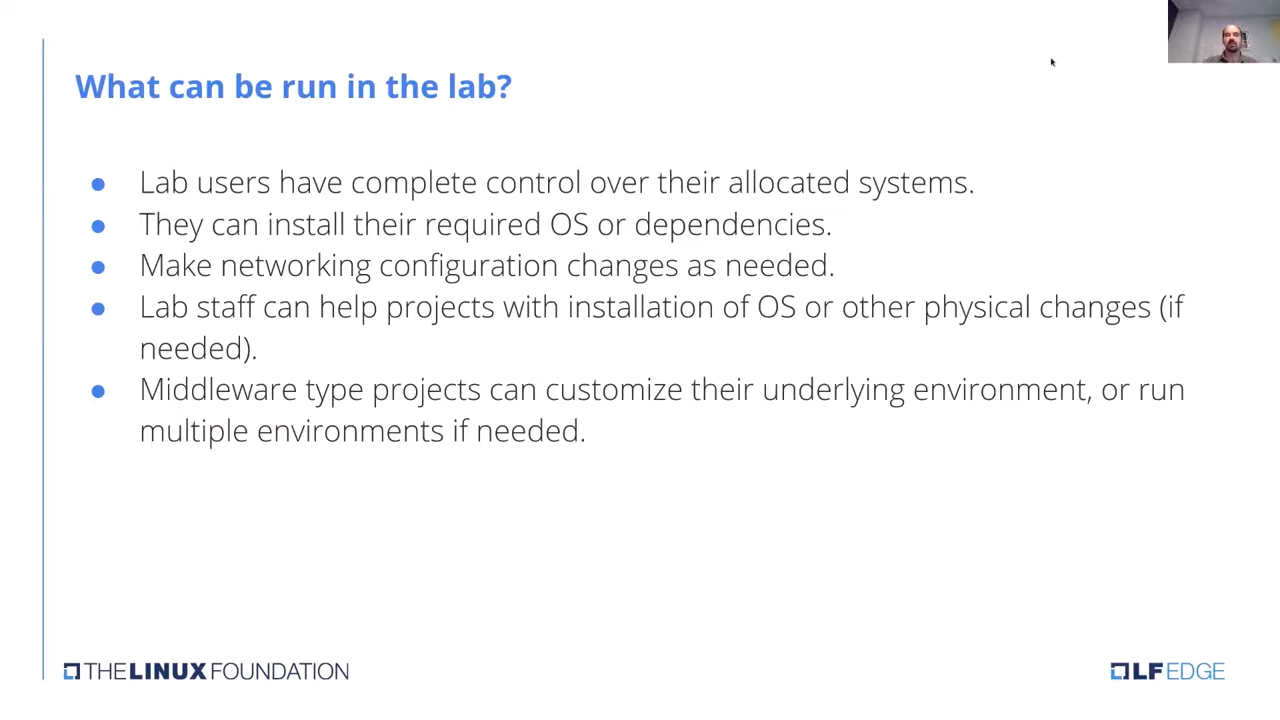 What can be run in the lab?
● Lab users have complete control over their allocated systems.
● They can install their required OS or dependencies.
● Make networking configuration changes as needed.
● Lab staff can help projects with installation of OS or other physical changes (if
needed).
● Middleware type projects can customize their underlying environment, or run
multiple environments if needed.
THE LINUX FOUNDATION
LF EDGE